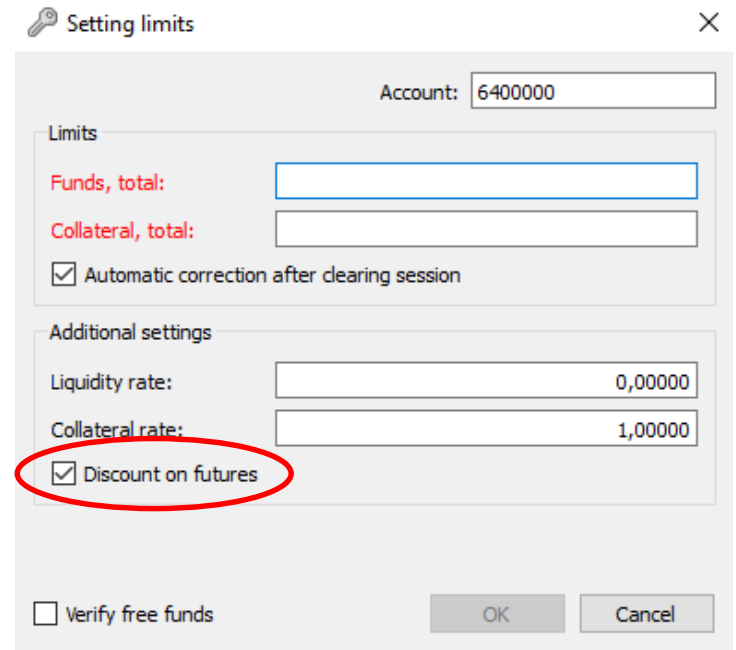 Setting limits
Account: 6400000
Limits
Funds, total:
Collateral, total:
Automatic correction after clearing session
Additional settings
Liquidity rate: 0,00000
Collateral rate: 1,00000
Discount on futures
Verify free funds OK Cancel